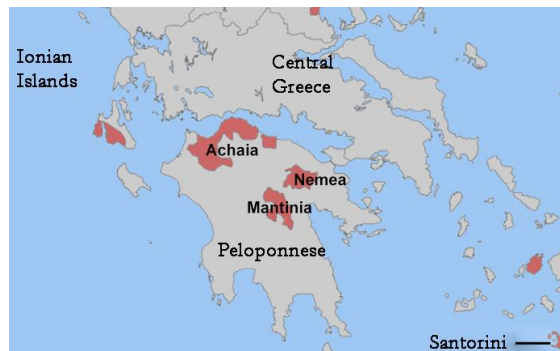 Ionian
Islands
Central
Greece
Achaia
Nemea
Mantinia
Peloponnese
Santorini